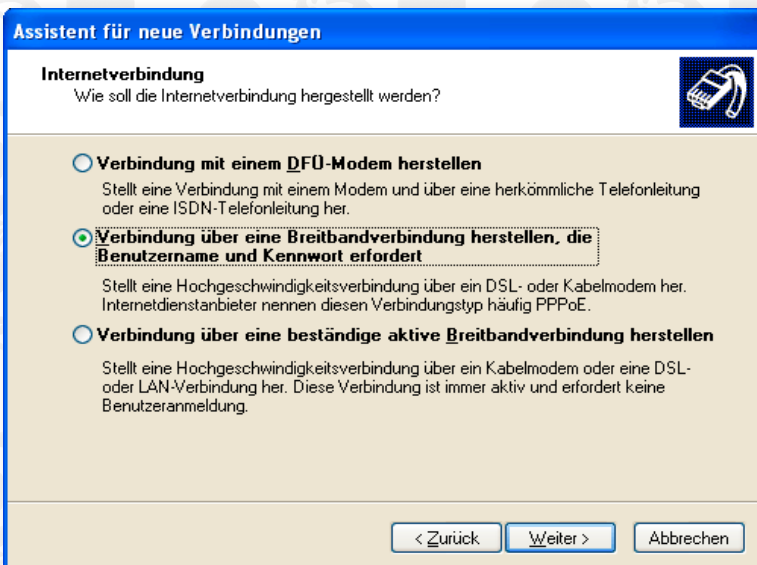 Assistent für neue Verbindungen
Internetverbindung
Wie soll die Internetverbindung hergestellt werden?
Verbindung mit einem DFÜ-Modem herstellen
Stellt eine Verbindung mit einem Modem und über eine herkömmliche Telefonleitung
oder eine ISDN-Telefonleitung her.
Verbindung über eine Breitbandverbindung herstellen, die
Benutzername und Kennwort erfordert
Stellt eine Hochgeschwindigkeitsverbindung über ein DSL- oder Kabelmodem her.
Internetdienstanbieter nennen diesen Verbindungstyp häufig PPPoE.
Verbindung über eine beständige aktive Breitbandverbindung herstellen
Stellt eine Hochgeschwindigkeitsverbindung über ein Kabelmodem oder eine DSL-
oder LAN-Verbindung her. Diese Verbindung ist immer aktiv und erfordert keine
Benutzeranmeldung.
< Zurück Weiter > Abbrechen